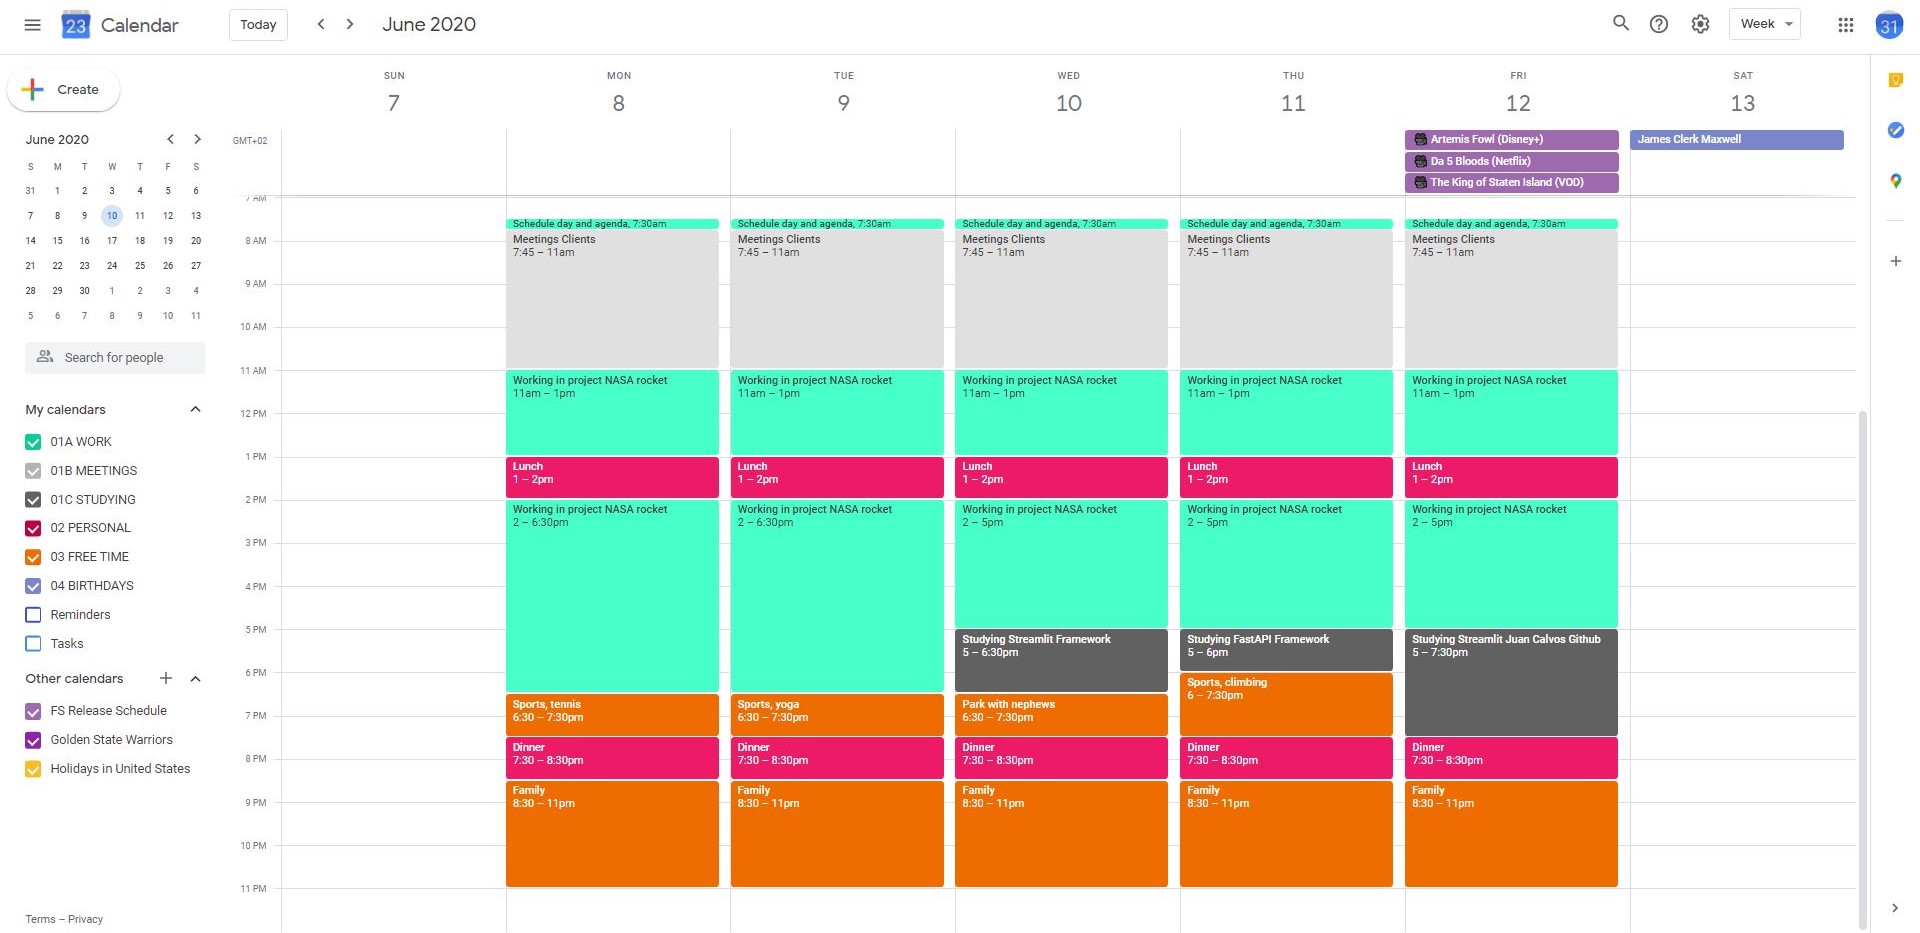 23 Calendar Today June 2020 Week 31
Create
June 2020
S M T W T F S
31 1 2 3 4 5 6
7 8 9 10 11 12 13
14 15 16 17 18 19 20
21 22 23 24 25 26 27
28 29 30 1 2 3 4
5 6 7 8 9 10 11
Search for people
My calendars
01A WORK
01B MEETINGS
01C STUDYING
02 PERSONAL
03 FREE TIME
04 BIRTHDAYS
Reminders
Tasks
Other calendars
FS Release Schedule
Golden State Warriors
Holidays in United States
Terms – Privacy
SUN MON TUE WED THU FRI SAT
7 8 9 10 11 12 13
GMT+02
Artemis Fowl (Disney+)
Da 5 Bloods (Netflix)
The King of Staten Island (VOD)
James Clerk Maxwell
7 AM
8 AM
9 AM
10 AM
11 AM
12 PM
1 PM
2 PM
3 PM
4 PM
5 PM
6 PM
7 PM
8 PM
9 PM
10 PM
11 PM
Schedule day and agenda, 7:30am
Meetings Clients
7:45 – 11am
Working in project NASA rocket
11am – 1pm
Lunch
1 – 2pm
Working in project NASA rocket
2 – 6:30pm
Sports, tennis
6:30 – 7:30pm
Dinner
7:30 – 8:30pm
Family
8:30 – 11pm
Schedule day and agenda, 7:30am
Meetings Clients
7:45 – 11am
Working in project NASA rocket
11am – 1pm
Lunch
1 – 2pm
Working in project NASA rocket
2 – 6:30pm
Sports, yoga
6:30 – 7:30pm
Dinner
7:30 – 8:30pm
Family
8:30 – 11pm
Schedule day and agenda, 7:30am
Meetings Clients
7:45 – 11am
Working in project NASA rocket
11am – 1pm
Lunch
1 – 2pm
Working in project NASA rocket
2 – 5pm
Studying Streamlit Framework
5 – 6:30pm
Park with nephews
6:30 – 7:30pm
Dinner
7:30 – 8:30pm
Family
8:30 – 11pm
Schedule day and agenda, 7:30am
Meetings Clients
7:45 – 11am
Working in project NASA rocket
11am – 1pm
Lunch
1 – 2pm
Working in project NASA rocket
2 – 5pm
Studying FastAPI Framework
5 – 6pm
Sports, climbing
6 – 7:30pm
Dinner
7:30 – 8:30pm
Family
8:30 – 11pm
Schedule day and agenda, 7:30am
Meetings Clients
7:45 – 11am
Working in project NASA rocket
11am – 1pm
Lunch
1 – 2pm
Working in project NASA rocket
2 – 5pm
Studying Streamlit Juan Calvos Github
5 – 7:30pm
Dinner
7:30 – 8:30pm
Family
8:30 – 11pm